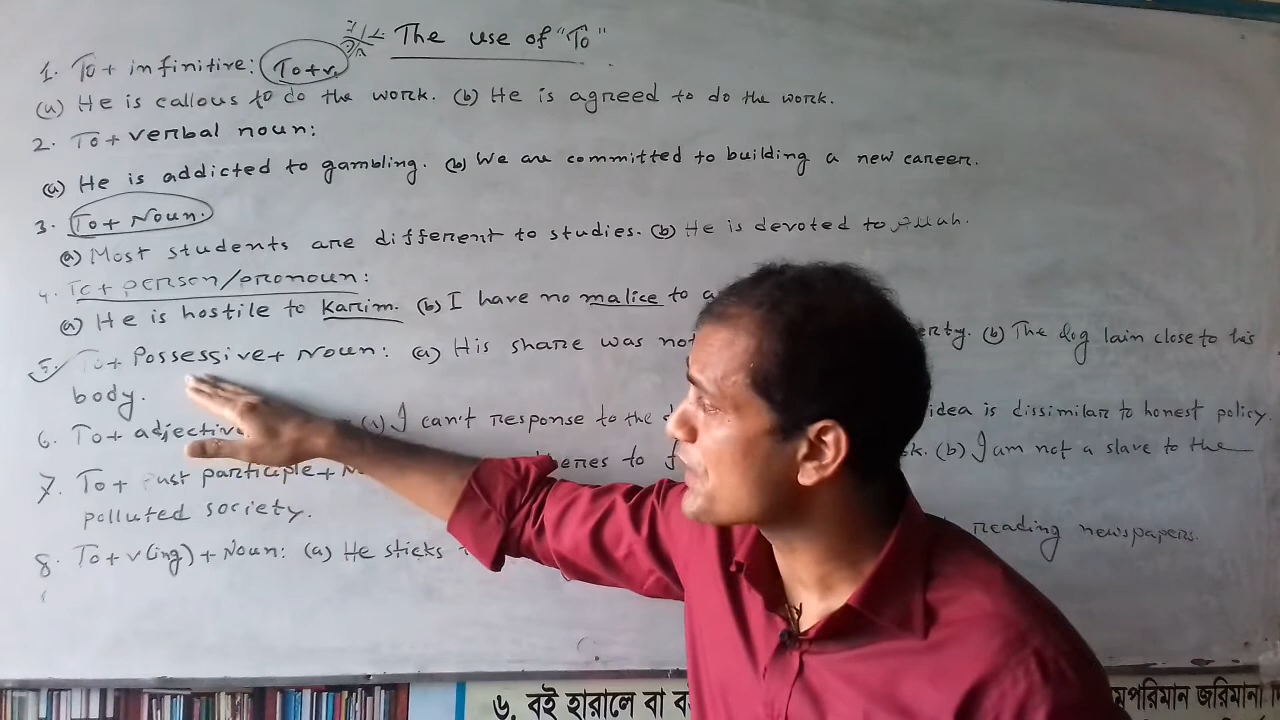 The use of "To"
1. To + infinitive: (To+v,
(a) He is callous to do the work. (b) He is agreed to do the work.
2. To + verbal noun:
(a) He is addicted to gambling. (b) We are committed to building a new career.
3. To + Noun.
(a) Most students are different to studies. (b) He is devoted to
4. To + person/pronoun:
(a) He is hostile to Karim. (b) I have no malice to
5. To + Possessive + Noun: (a) His share was not (b) The dog lain close to his
body.
6. To + adjective (a) I can't response to the idea is dissimilar to honest policy.
7. To + participle + to (b) I am not a slave to the
polluted society.
8. To + v(ing) + Noun: (a) He sticks reading newspapers.
৬. বই হারালে বা জরিমানা